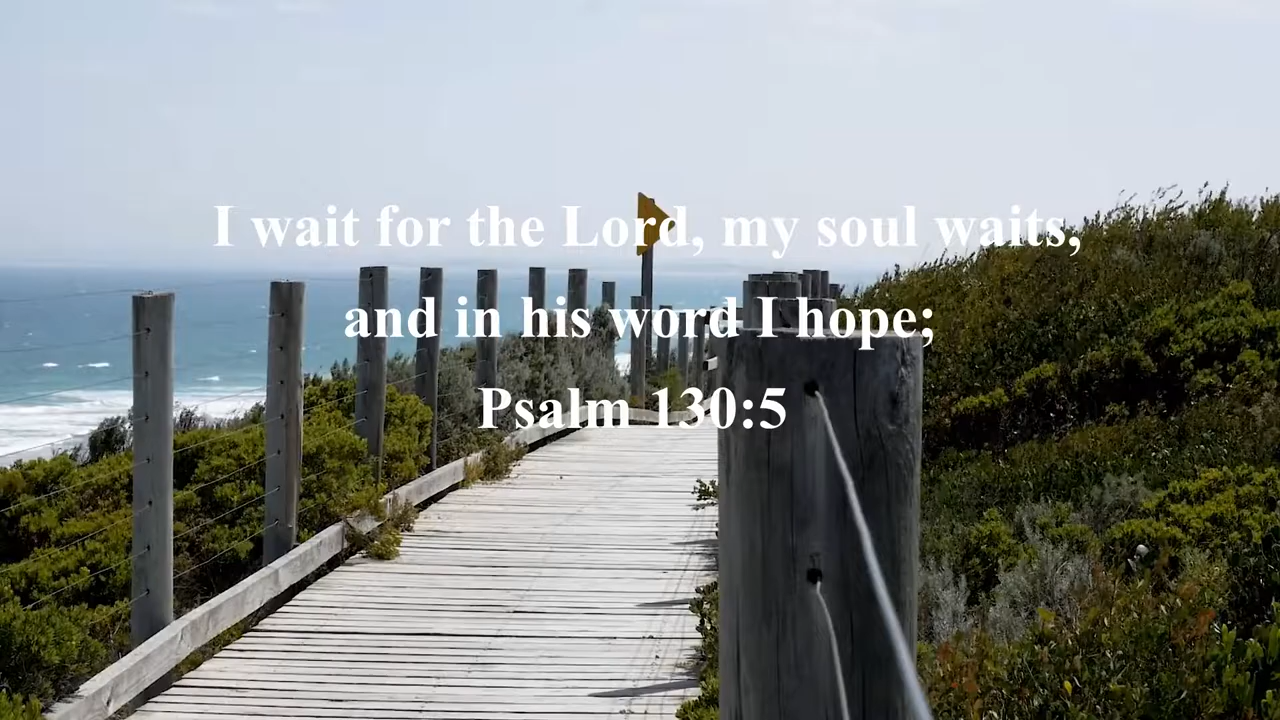 I wait for the Lord, my soul waits,
and in his word I hope;
Psalm 130:5